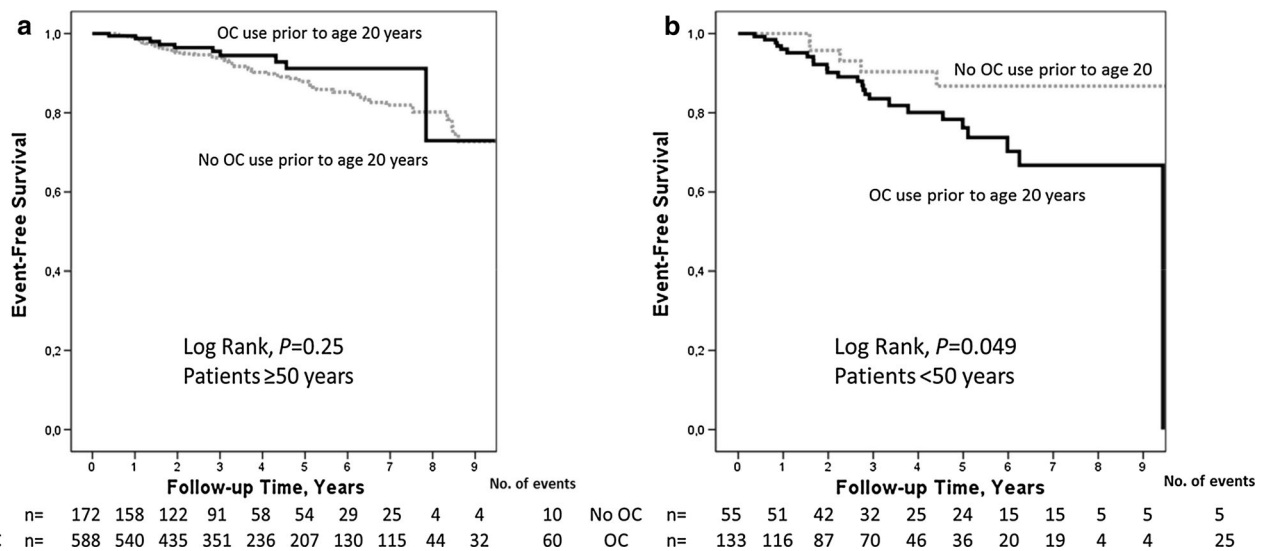 a
OC use prior to age 20 years
No OC use prior to age 20 years
Log Rank, P=0.25
Patients ≥50 years
Event-Free Survival
1,0
0,8
0,6
0,4
0,2
0,0
0 1 2 3 4 5 6 7 8 9
Follow-up Time, Years
No. of events
n= 172 158 122 91 58 54 29 25 4 4 10
n= 588 540 435 351 236 207 130 115 44 32 60
b
No OC use prior to age 20
OC use prior to age 20 years
Log Rank, P=0.049
Patients <50 years
Event-Free Survival
1,0
0,8
0,6
0,4
0,2
0,0
0 1 2 3 4 5 6 7 8 9
Follow-up Time, Years
No. of events
No OC n= 55 51 42 32 25 24 15 15 5 5 5
OC n= 133 116 87 70 46 36 20 19 4 4 25